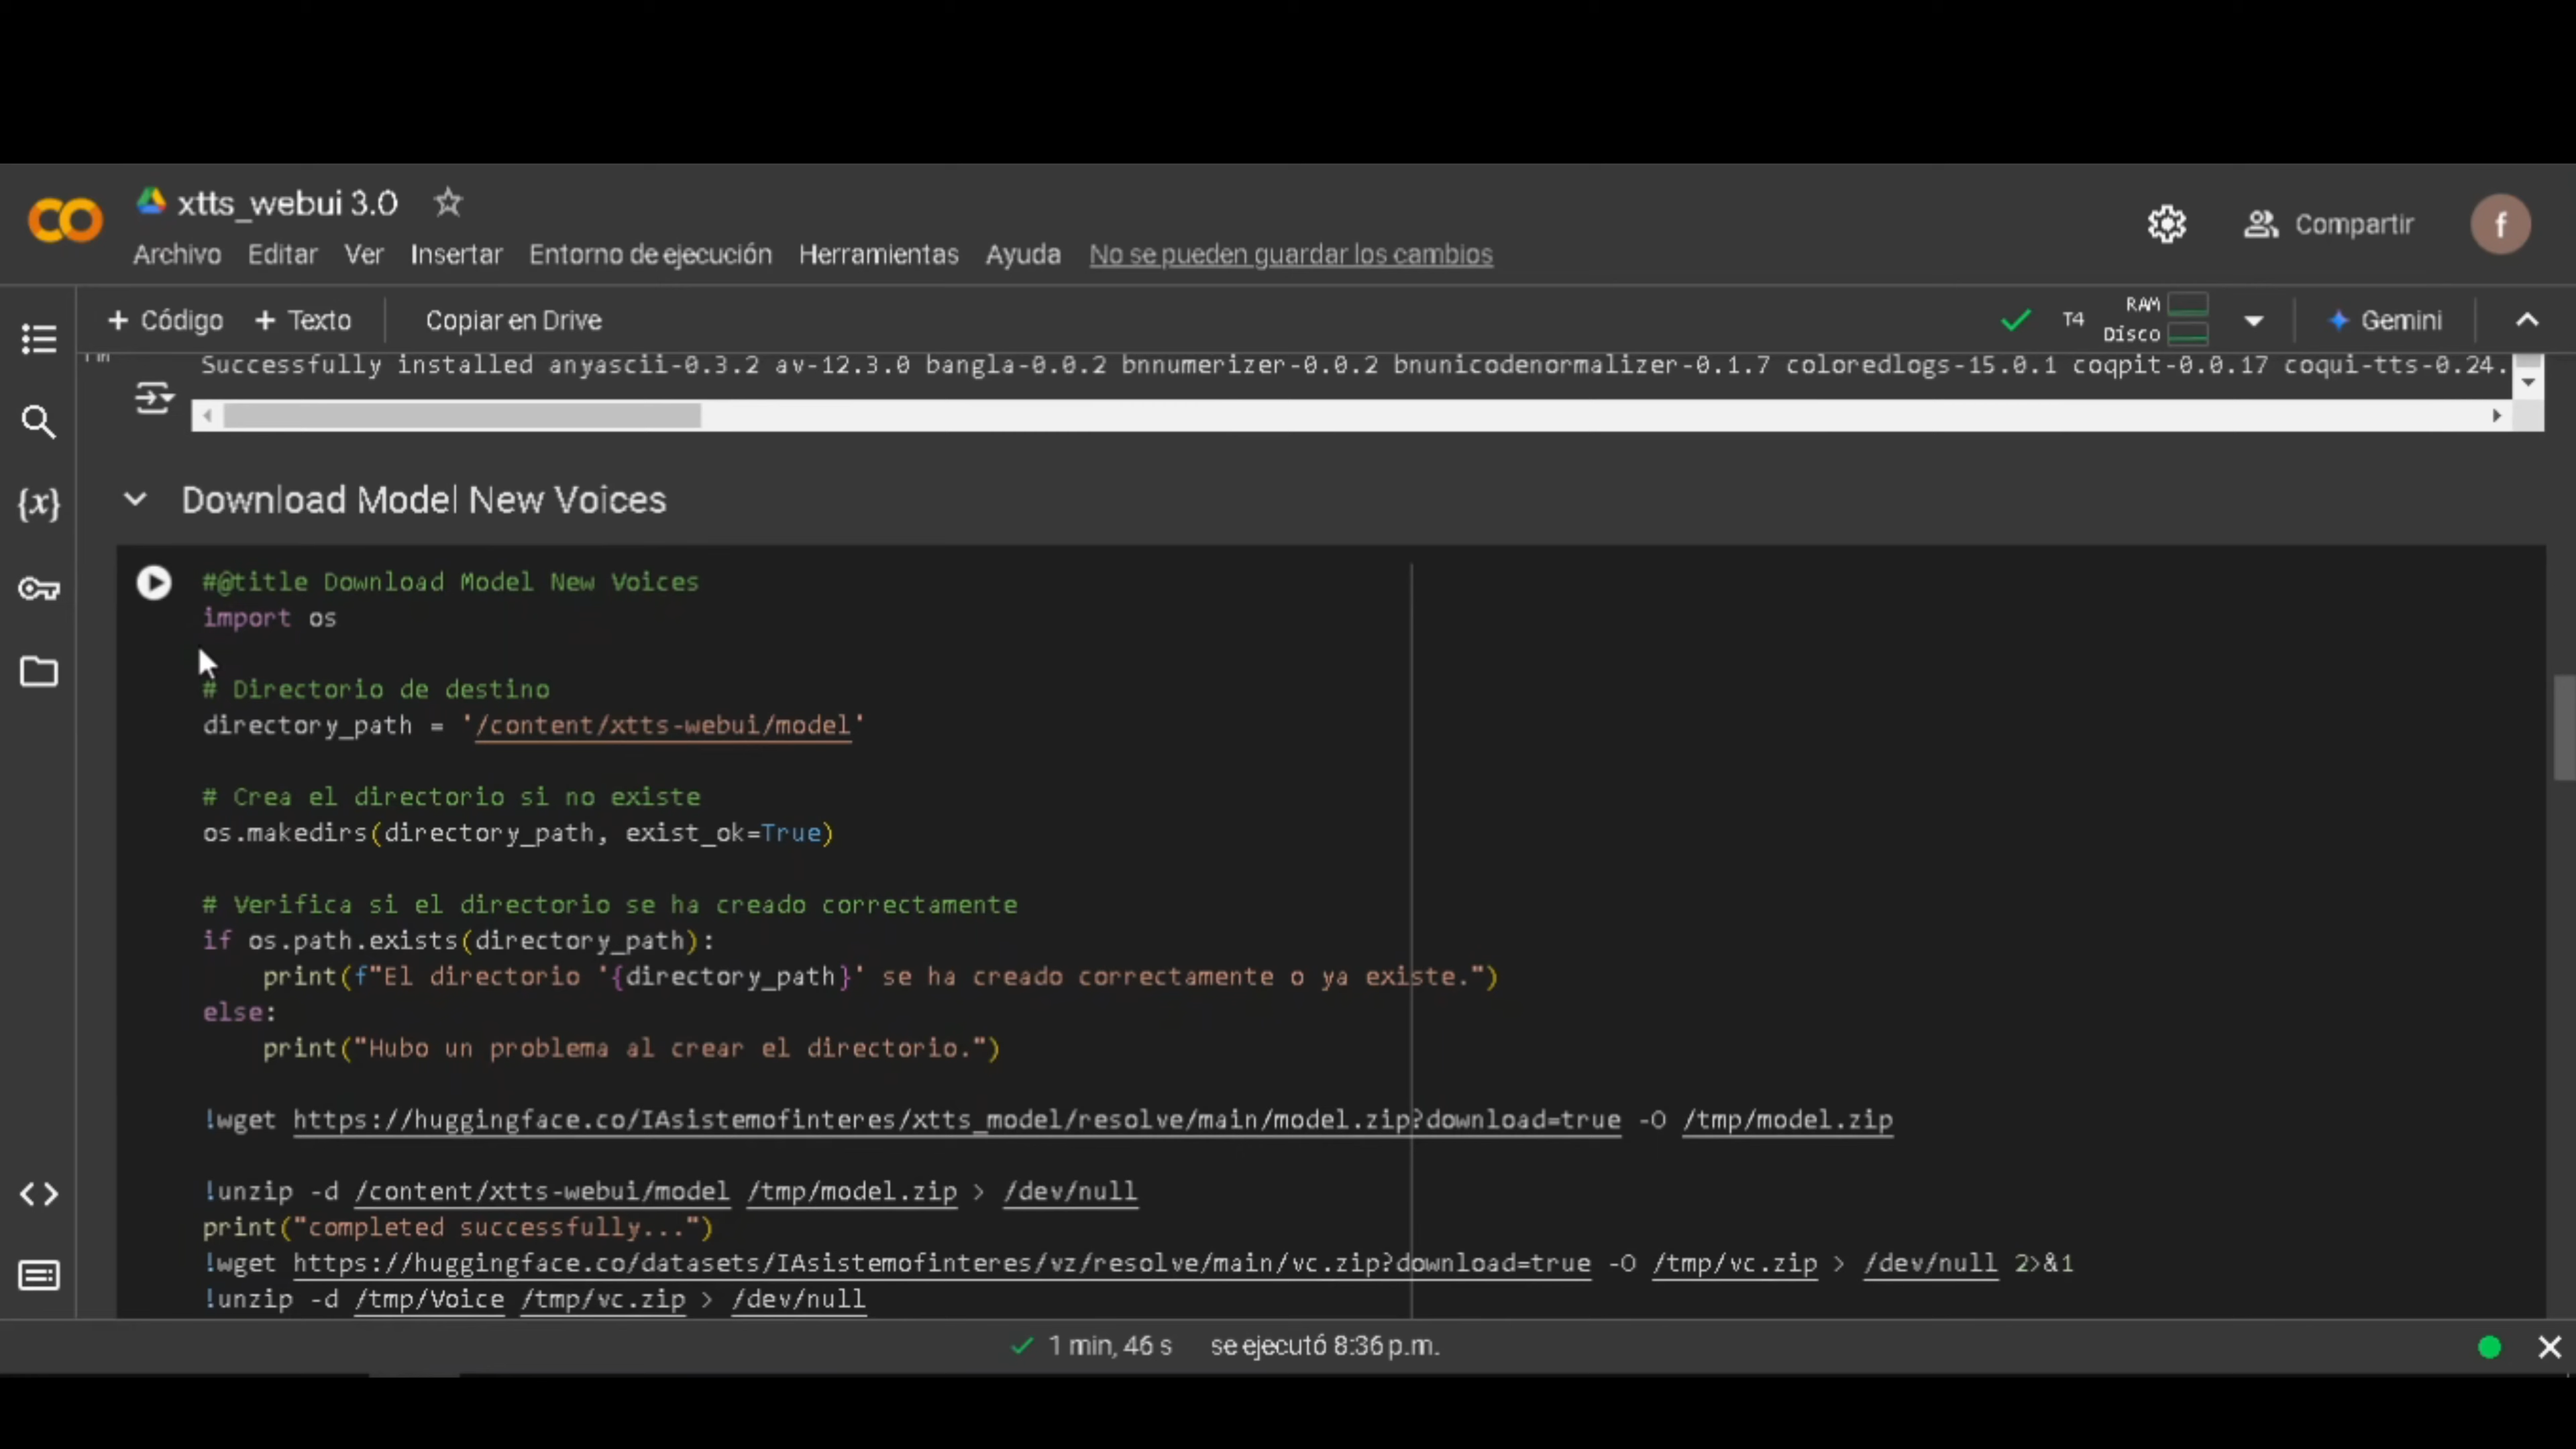 xtts_webui 3.0
Archivo Editar Ver Insertar Entorno de ejecución Herramientas Ayuda No se pueden guardar los cambios
Compartir
f
+ Código + Texto Copiar en Drive
T4 RAM
Disco
Gemini
Successfully installed anyascii-0.3.2 av-12.3.0 bangla-0.0.2 bnnumerizer-0.0.2 bnunicodenormalizer-0.1.7 coloredlogs-15.0.1 coqpit-0.0.17 coqui-tts-0.24.
Download Model New Voices
{x}
#@title Download Model New Voices
import os
# Directorio de destino
directory_path = '/content/xtts-webui/model'
# Crea el directorio si no existe
os.makedirs(directory_path, exist_ok=True)
# Verifica si el directorio se ha creado correctamente
if os.path.exists(directory_path):
print(f"El directorio '{directory_path}' se ha creado correctamente o ya existe.")
else:
print("Hubo un problema al crear el directorio.")
!wget https://huggingface.co/IAsistemofinteres/xtts_model/resolve/main/model.zip?download=true -O /tmp/model.zip
!unzip -d /content/xtts-webui/model /tmp/model.zip > /dev/null
print("completed successfully...")
!wget https://huggingface.co/datasets/IAsistemofinteres/vz/resolve/main/vc.zip?download=true -O /tmp/vc.zip > /dev/null 2>&1
!unzip -d /tmp/Voice /tmp/vc.zip > /dev/null
1 min, 46 s se ejecutó 8:36 p.m.